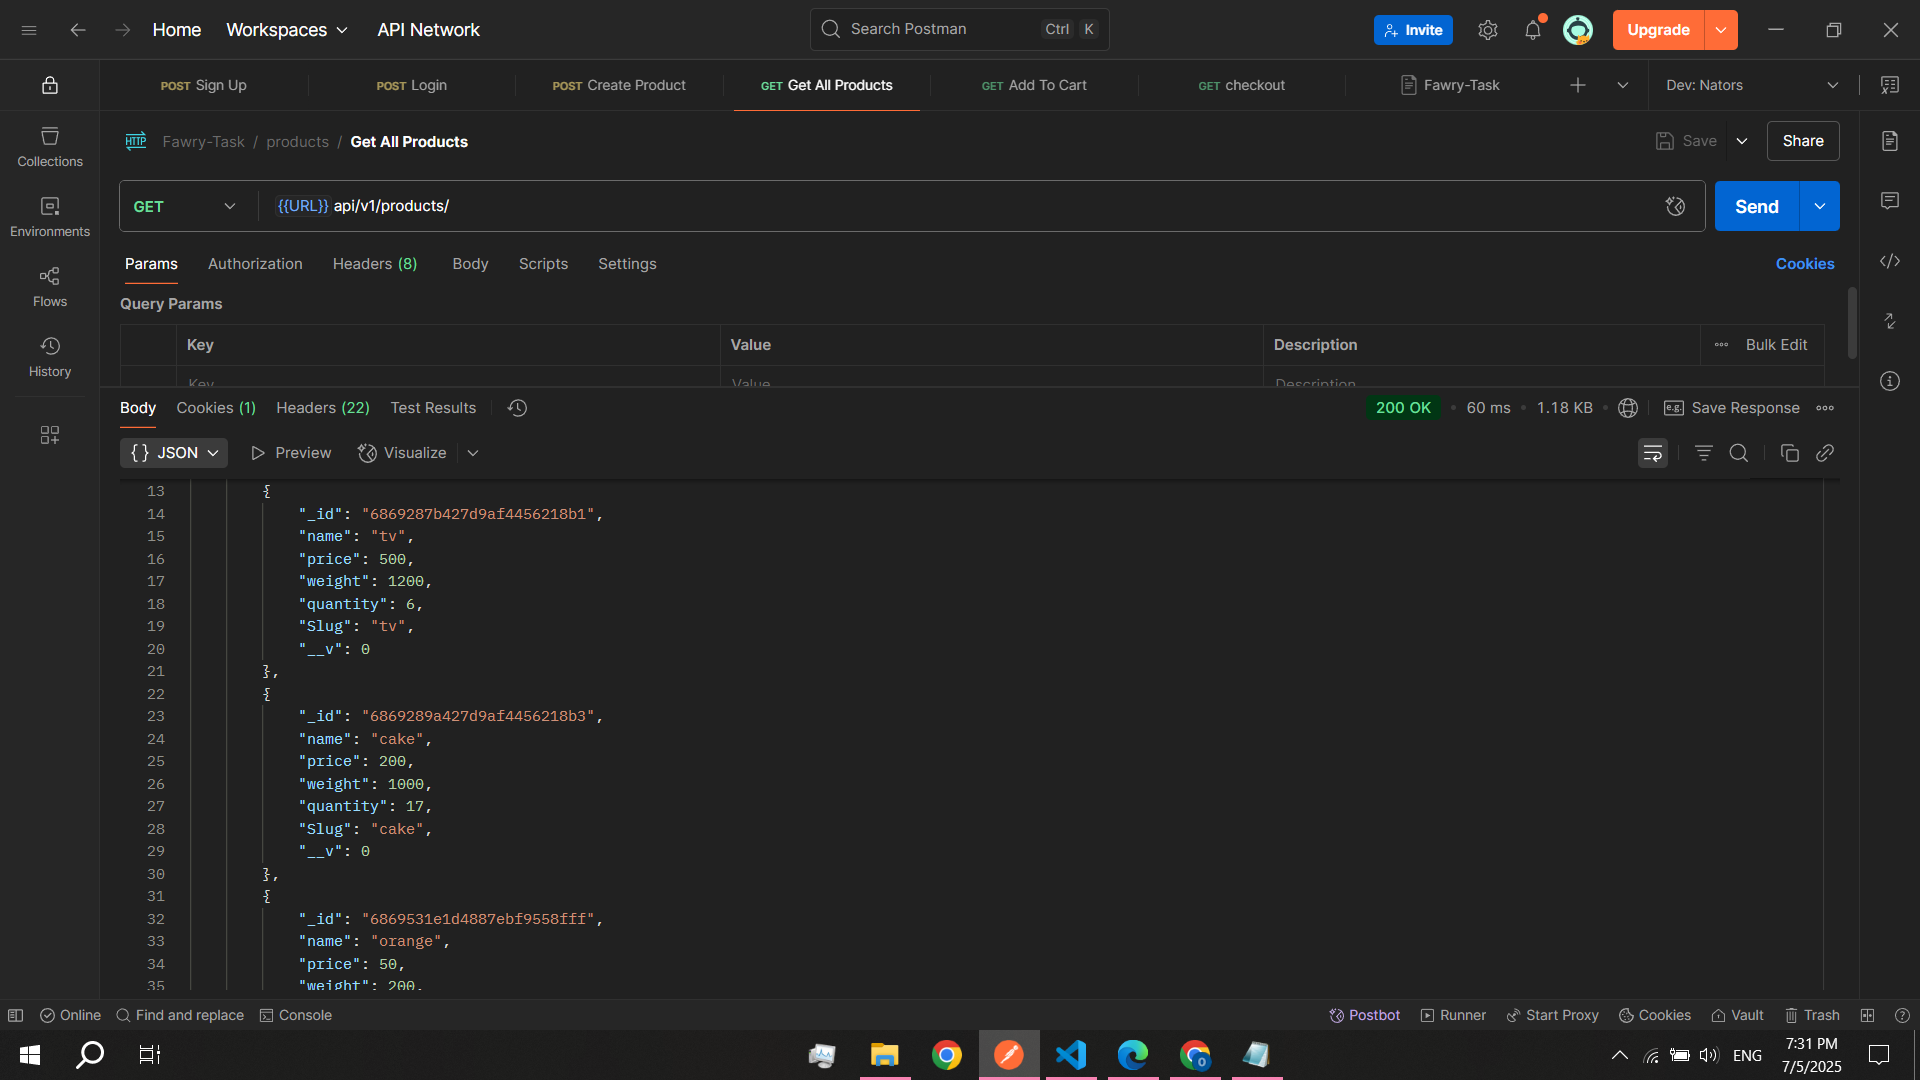 Home Workspaces API Network Search Postman Ctrl K Invite Upgrade
POST Sign Up POST Login POST Create Product GET Get All Products GET Add To Cart GET checkout Fawry-Task Dev: Nators
HTTP Fawry-Task / products / Get All Products Save Share
GET {{URL}} api/v1/products/ Send
Params Authorization Headers (8) Body Scripts Settings Cookies
Query Params
Key Value Description Bulk Edit
Key Value Description
Collections
Environments
Flows
History
Body Cookies (1) Headers (22) Test Results 200 OK 60 ms 1.18 KB e.g. Save Response
{} JSON Preview Visualize
13 {
14 "_id": "6869287b427d9af4456218b1",
15 "name": "tv",
16 "price": 500,
17 "weight": 1200,
18 "quantity": 6,
19 "Slug": "tv",
20 "__v": 0
21 },
22 {
23 "_id": "6869289a427d9af4456218b3",
24 "name": "cake",
25 "price": 200,
26 "weight": 1000,
27 "quantity": 17,
28 "Slug": "cake",
29 "__v": 0
30 },
31 {
32 "_id": "6869531e1d4887ebf9558fff",
33 "name": "orange",
34 "price": 50,
35 "weight": 200,
Online Find and replace Console Postbot Runner Start Proxy Cookies Vault Trash
ENG 7:31 PM
7/5/2025